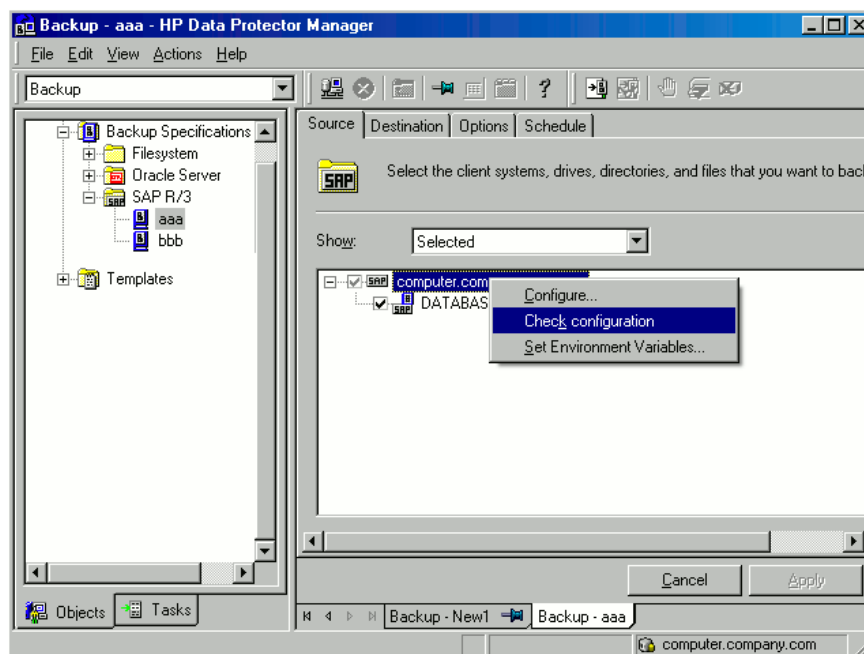 Backup - aaa - HP Data Protector Manager
File Edit View Actions Help
Backup
Backup Specifications
Filesystem
Oracle Server
SAP R/3
aaa
bbb
Templates
Objects
Tasks
Source Destination Options Schedule
SAP
Select the client systems, drives, directories, and files that you want to bac
Show: Selected
SAP computer.com
DATABAS
Configure...
Check configuration
Set Environment Variables...
Cancel Apply
Backup - New1 Backup - aaa
computer.company.com